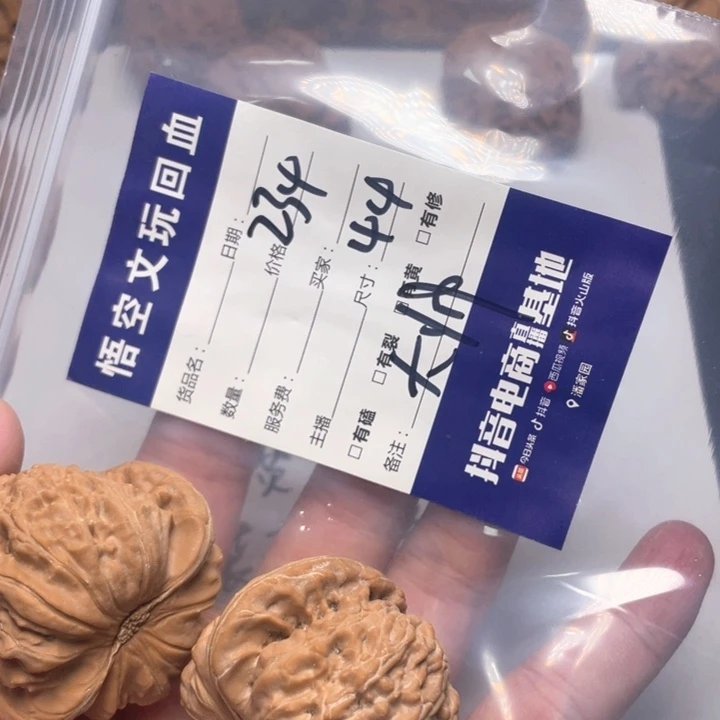 悟空文玩回血
货品名： 日期：
数量： 价格 234
服务费： 买家：
主播 尺寸： 44
□有磕 □有裂 黄 □有修
备注：
抖音电商直播基地
今日头条 抖音 西瓜视频 抖音火山版
潘家园